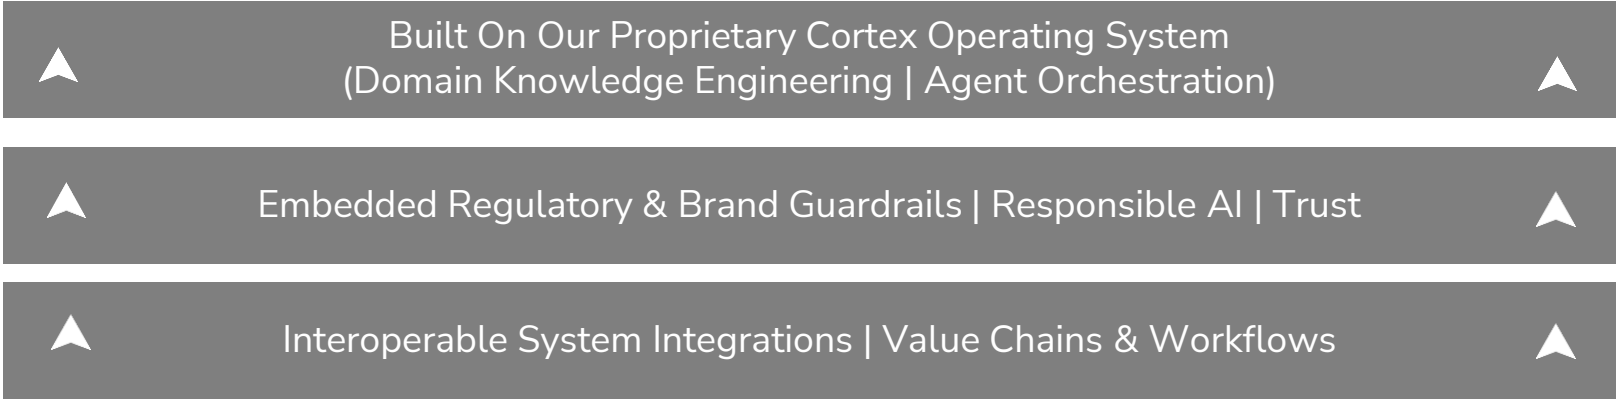 Built On Our Proprietary Cortex Operating System
(Domain Knowledge Engineering | Agent Orchestration)
Embedded Regulatory & Brand Guardrails | Responsible AI | Trust
Interoperable System Integrations | Value Chains & Workflows